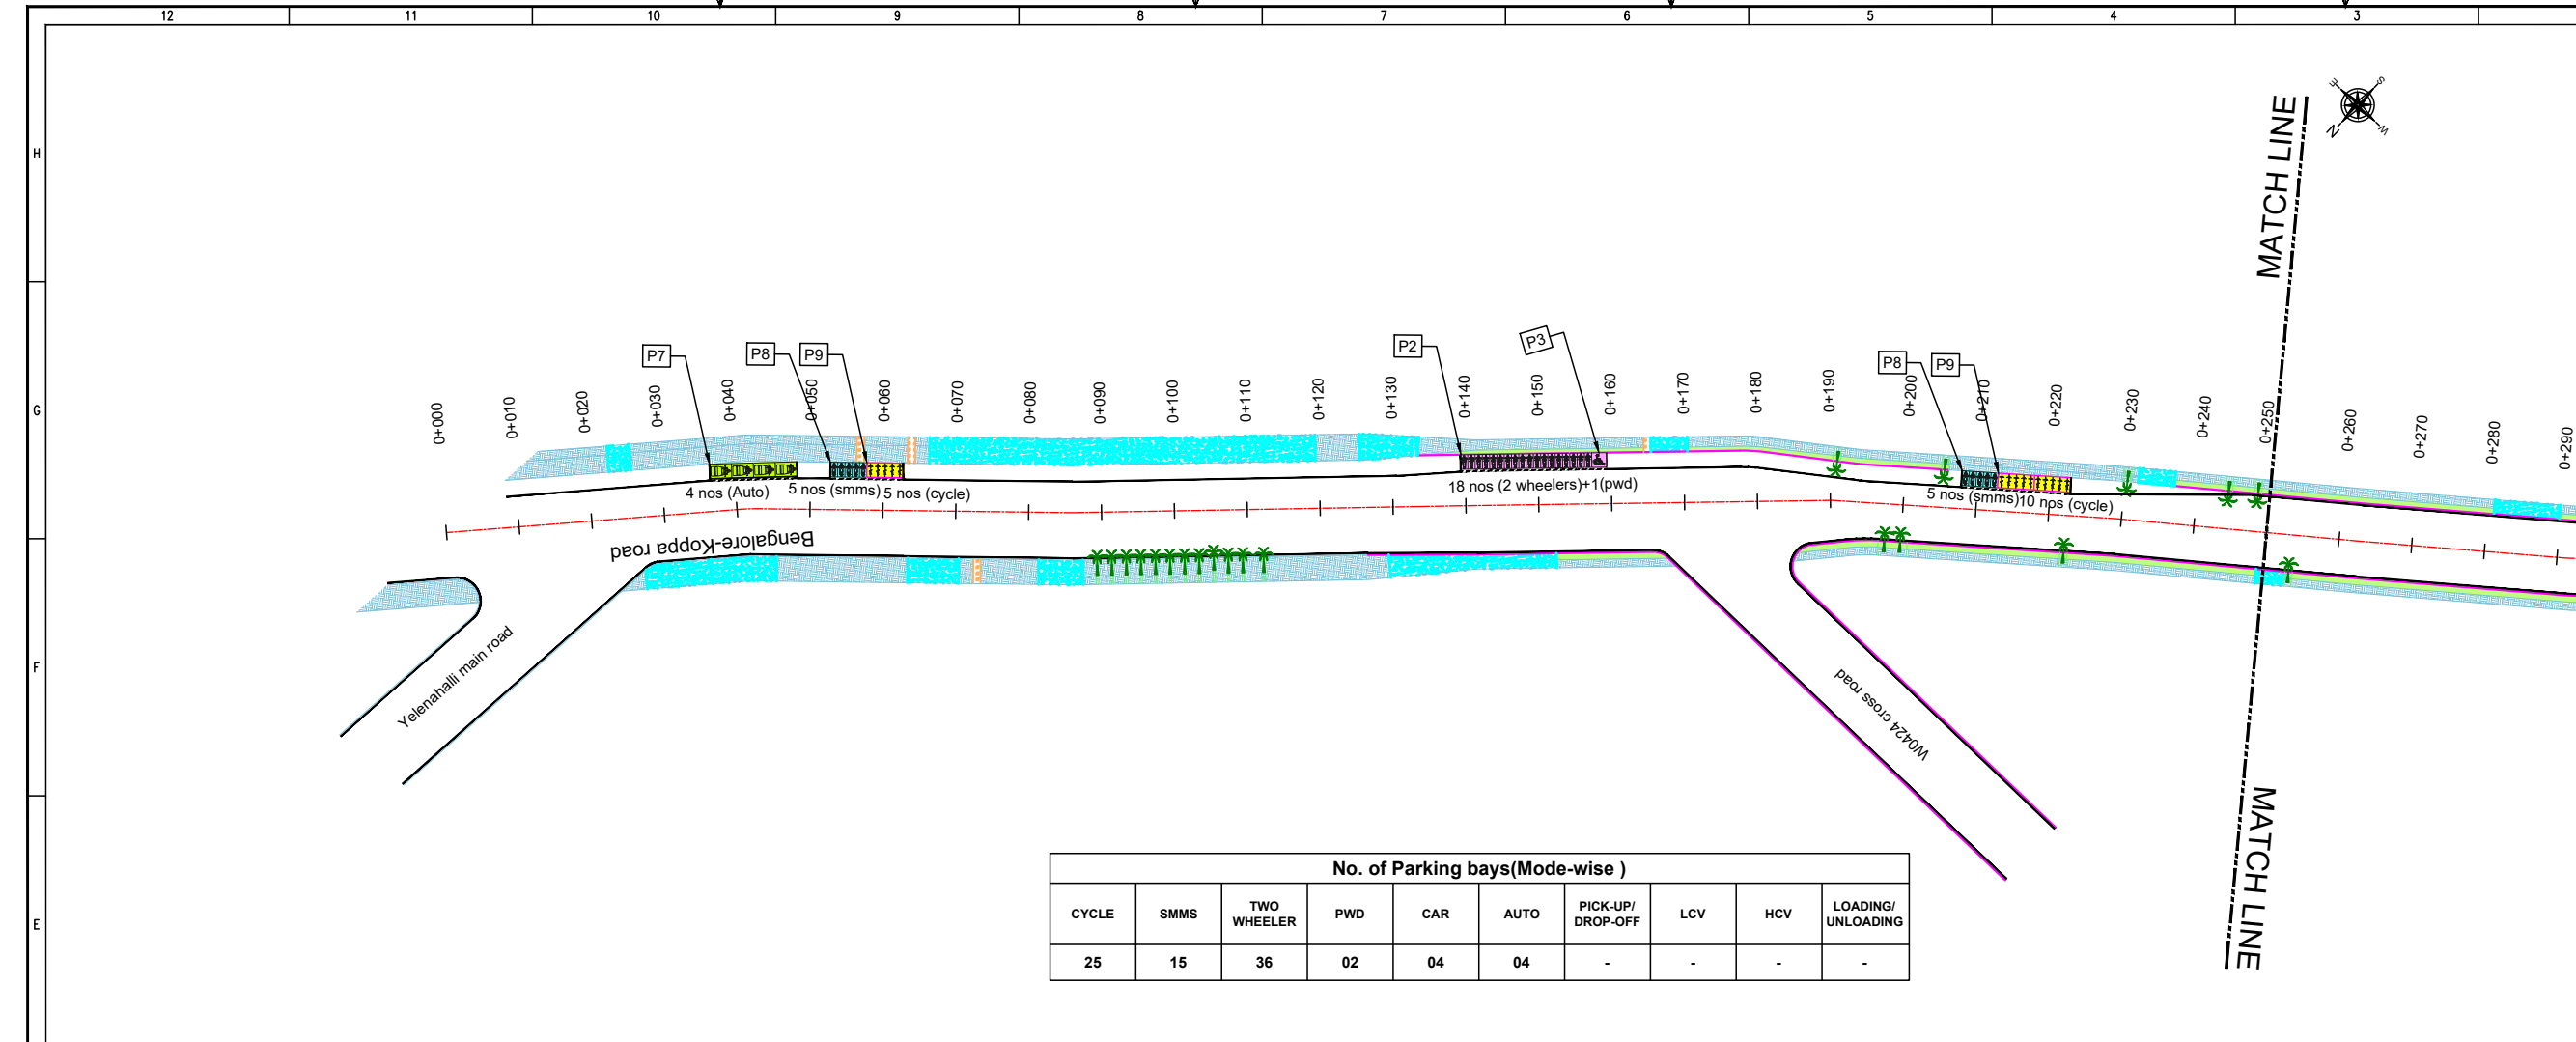 12 11 10 9 8 7 6 5 4 3
H
G
F
E
S
E
W
N
MATCH LINE
P7 P8 P9 P2 P3 P8 P9
0+000 0+010 0+020 0+030 0+040 0+050 0+060 0+070 0+080 0+090 0+100 0+110 0+120 0+130 0+140 0+150 0+160 0+170 0+180 0+190 0+200 0+210 0+220 0+230 0+240 0+250 0+260 0+270 0+280 0+290
4 nos (Auto)
5 nos (smms)
5 nos (cycle)
18 nos (2 wheelers)+1(pwd)
5 nos (smms)
10 nos (cycle)
Bengalore-Koppa road
Yelenahalli main road
W0424 cross road
MATCH LINE
No. of Parking bays(Mode-wise )
CYCLE SMMS TWO WHEELER PWD CAR AUTO PICK-UP/ DROP-OFF LCV HCV LOADING/ UNLOADING
25 15 36 02 04 04 - - - -